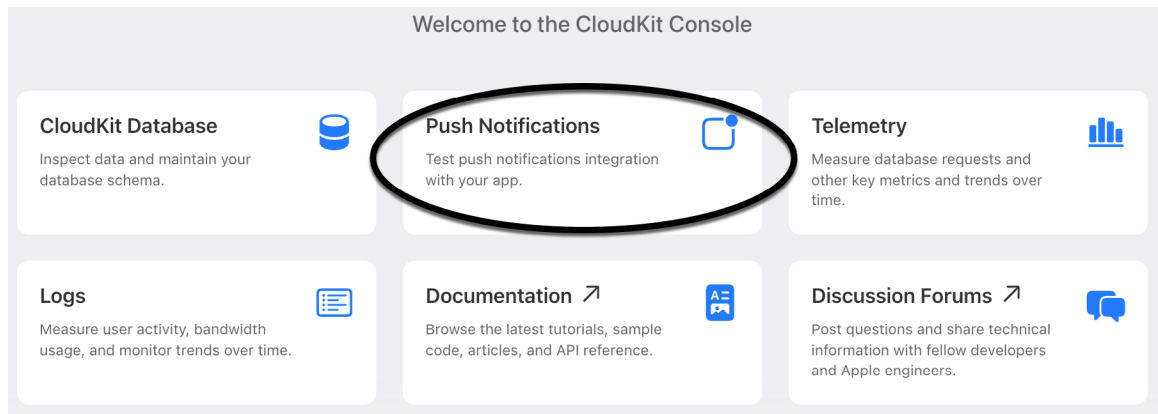 Welcome to the CloudKit Console
CloudKit Database
Inspect data and maintain your
database schema.
Push Notifications
Test push notifications integration
with your app.
Telemetry
Measure database requests and
other key metrics and trends over
time.
Logs
Measure user activity, bandwidth
usage, and monitor trends over time.
Documentation
Browse the latest tutorials, sample
code, articles, and API reference.
Discussion Forums
Post questions and share technical
information with fellow developers
and Apple engineers.